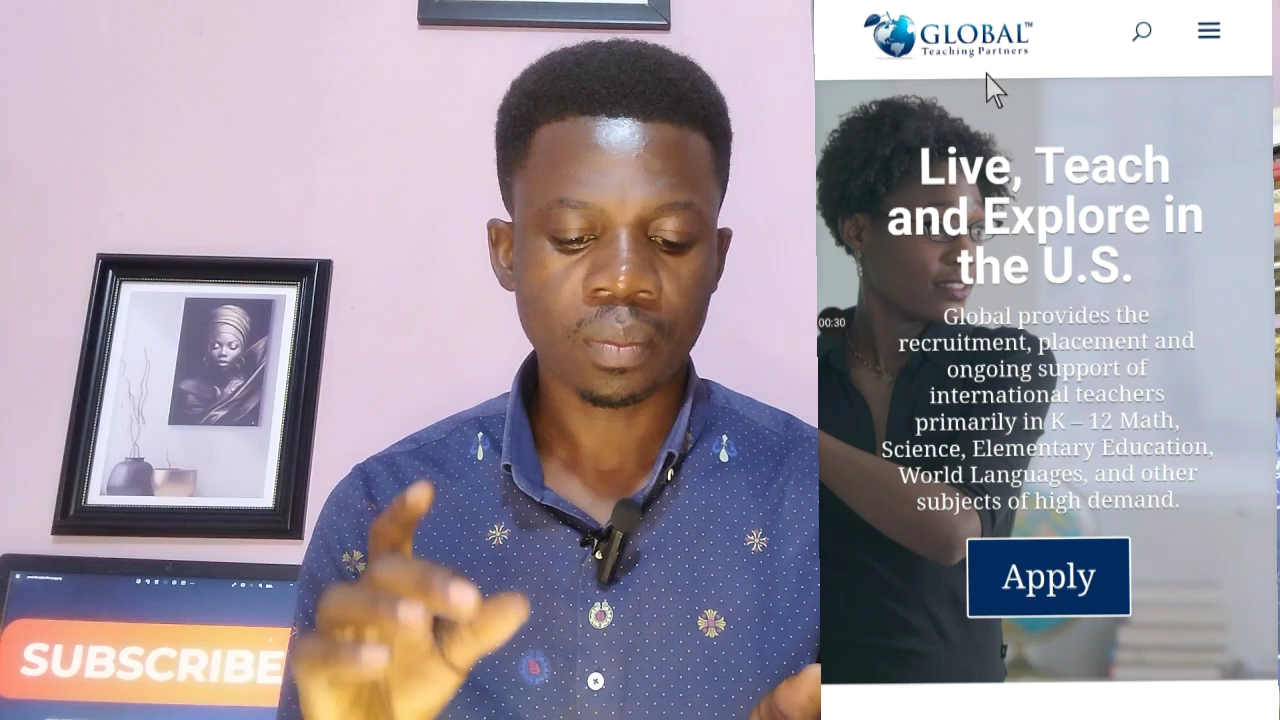 GLOBAL™
Teaching Partners
Live, Teach
and Explore in
the U.S.
00:30
Global provides the
recruitment, placement and
ongoing support of
international teachers
primarily in K – 12 Math,
Science, Elementary Education,
World Languages, and other
subjects of high demand.
Apply
SUBSCRIBE